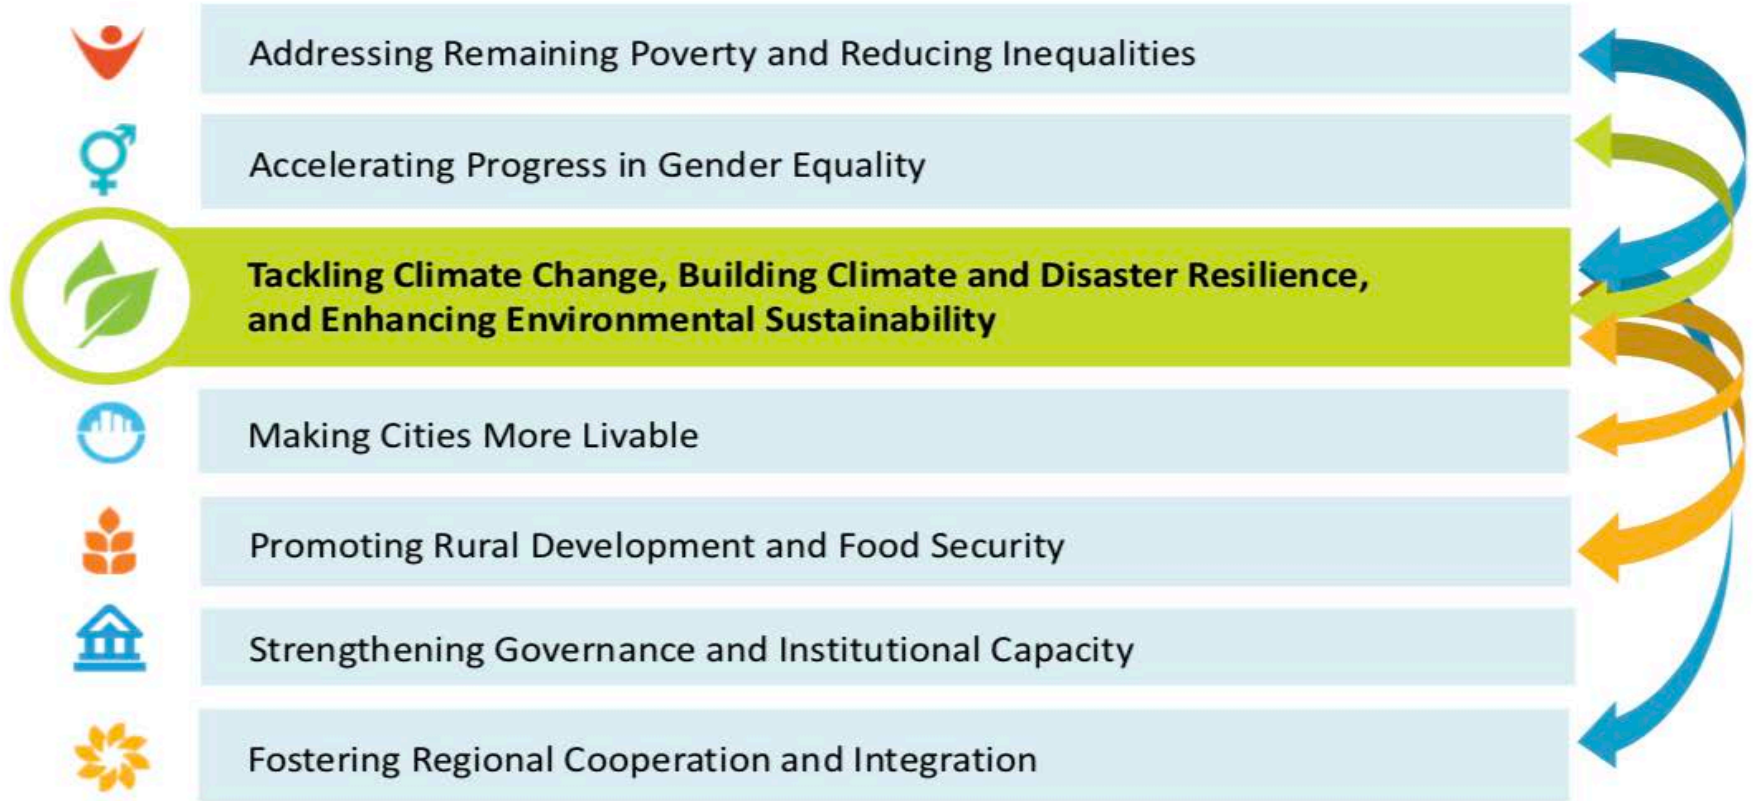 Addressing Remaining Poverty and Reducing Inequalities
Accelerating Progress in Gender Equality
Tackling Climate Change, Building Climate and Disaster Resilience,
and Enhancing Environmental Sustainability
Making Cities More Livable
Promoting Rural Development and Food Security
Strengthening Governance and Institutional Capacity
Fostering Regional Cooperation and Integration